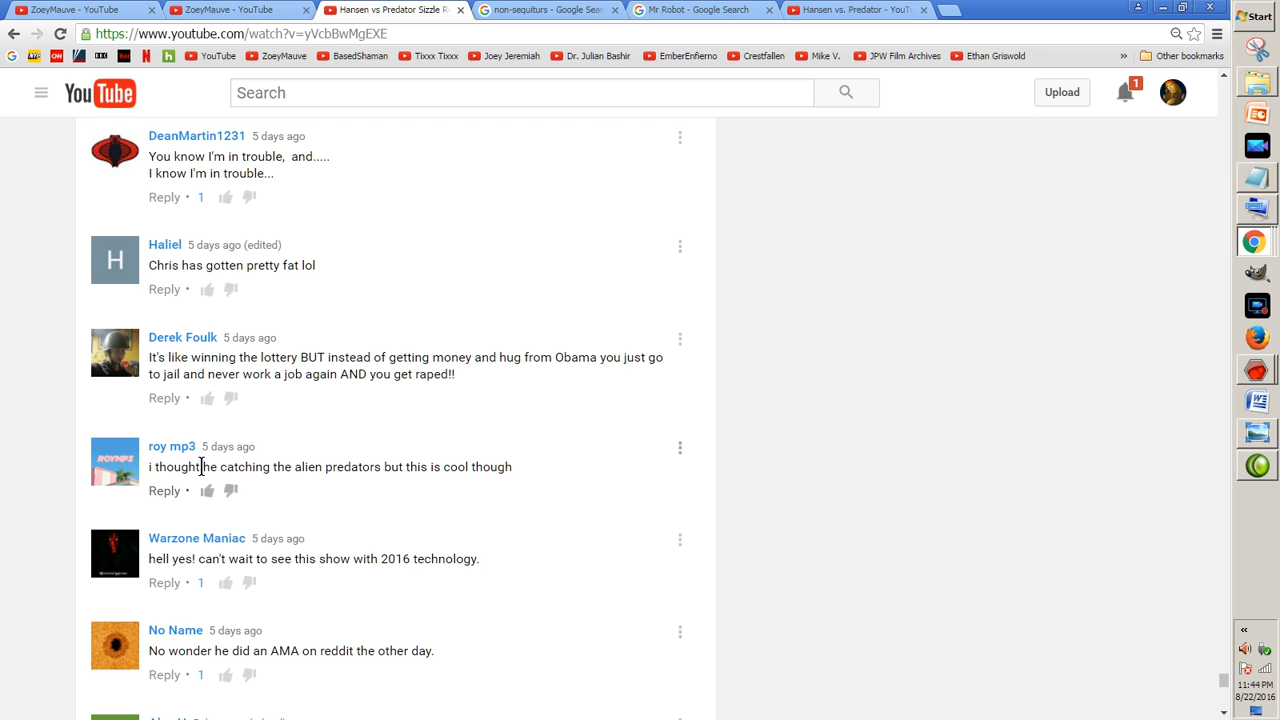 ZoeyMauve - YouTube
ZoeyMauve - YouTube
Hansen vs Predator Sizzle Re
non-sequiturs - Google Sear
Mr Robot - Google Search
Hansen vs. Predator - YouT
https://www.youtube.com/watch?v=yVcbBwMgEXE
YouTube
ZoeyMauve
BasedShaman
Tixxx Tixxx
Joey Jeremiah
Dr. Julian Bashir
EmberEnfierno
Crestfallen
Mike V.
JPW Film Archives
Ethan Griswold
»
Other bookmarks
Start
YouTube
Search
Upload
1
DeanMartin1231 5 days ago
You know I'm in trouble, and.....
I know I'm in trouble...
Reply • 1
H
Haliel 5 days ago (edited)
Chris has gotten pretty fat lol
Reply •
Derek Foulk 5 days ago
It's like winning the lottery BUT instead of getting money and hug from Obama you just go
to jail and never work a job again AND you get raped!!
Reply •
ROYMP3
roy mp3 5 days ago
i thought he catching the alien predators but this is cool though
Reply •
Warzone Maniac 5 days ago
hell yes! can't wait to see this show with 2016 technology.
Reply • 1
No Name 5 days ago
No wonder he did an AMA on reddit the other day.
Reply • 1
«
11:44 PM
8/22/2016